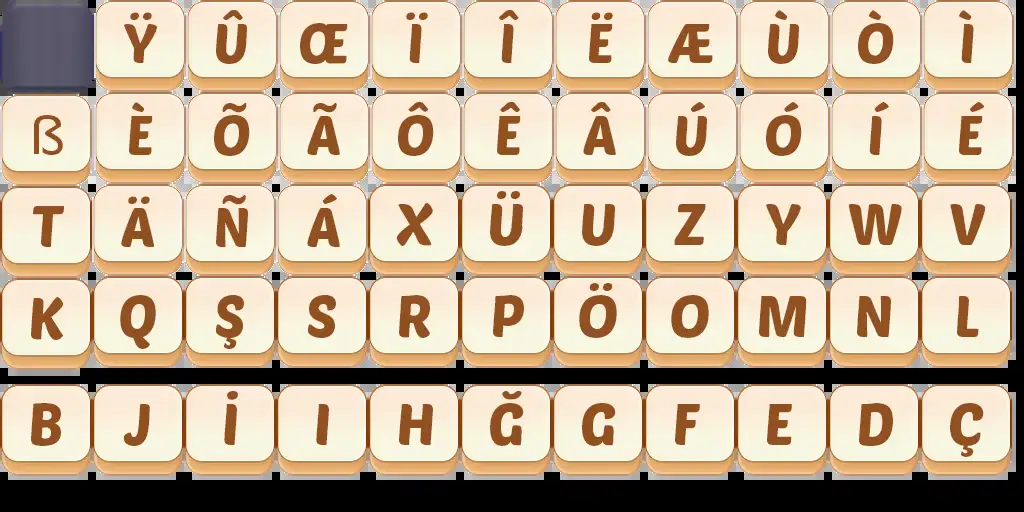 Ÿ Û Œ Ï Î Ë Æ Ù Ò Ì
ß È Õ Ã Ô Ê Â Ú Ó Í É
T Ä Ñ Á X Ü U Z Y W V
K Q Ş S R P Ö O M N L
B J İ I H Ğ G F E D Ç